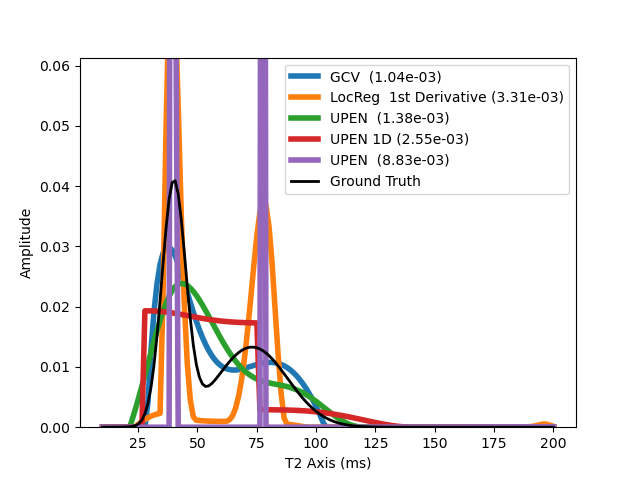 0.06
0.05
0.04
0.03
0.02
0.01
0.00
Amplitude
GCV (1.04e-03)
LocReg 1st Derivative (3.31e-03)
UPEN (1.38e-03)
UPEN 1D (2.55e-03)
UPEN (8.83e-03)
Ground Truth
25 50 75 100 125 150 175 200
T2 Axis (ms)